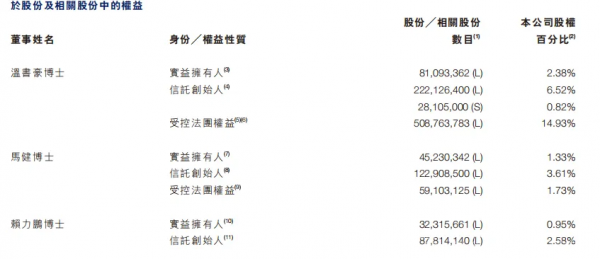 於股份及相關股份中的權益
股份╱相關股份 本公司股權
董事姓名 身份╱權益性質 數目(1) 百分比(2)
溫書豪博士 實益擁有人(3) 81,093,362 (L) 2.38%
信託創始人(4) 222,126,400 (L) 6.52%
28,105,000 (S) 0.82%
受控法團權益(5)(6) 508,763,783 (L) 14.93%
馬健博士 實益擁有人(7) 45,230,342 (L) 1.33%
信託創始人(8) 122,908,500 (L) 3.61%
受控法團權益(9) 59,103,125 (L) 1.73%
賴力鵬博士 實益擁有人(10) 32,315,661 (L) 0.95%
信託創始人(11) 87,814,140 (L) 2.58%